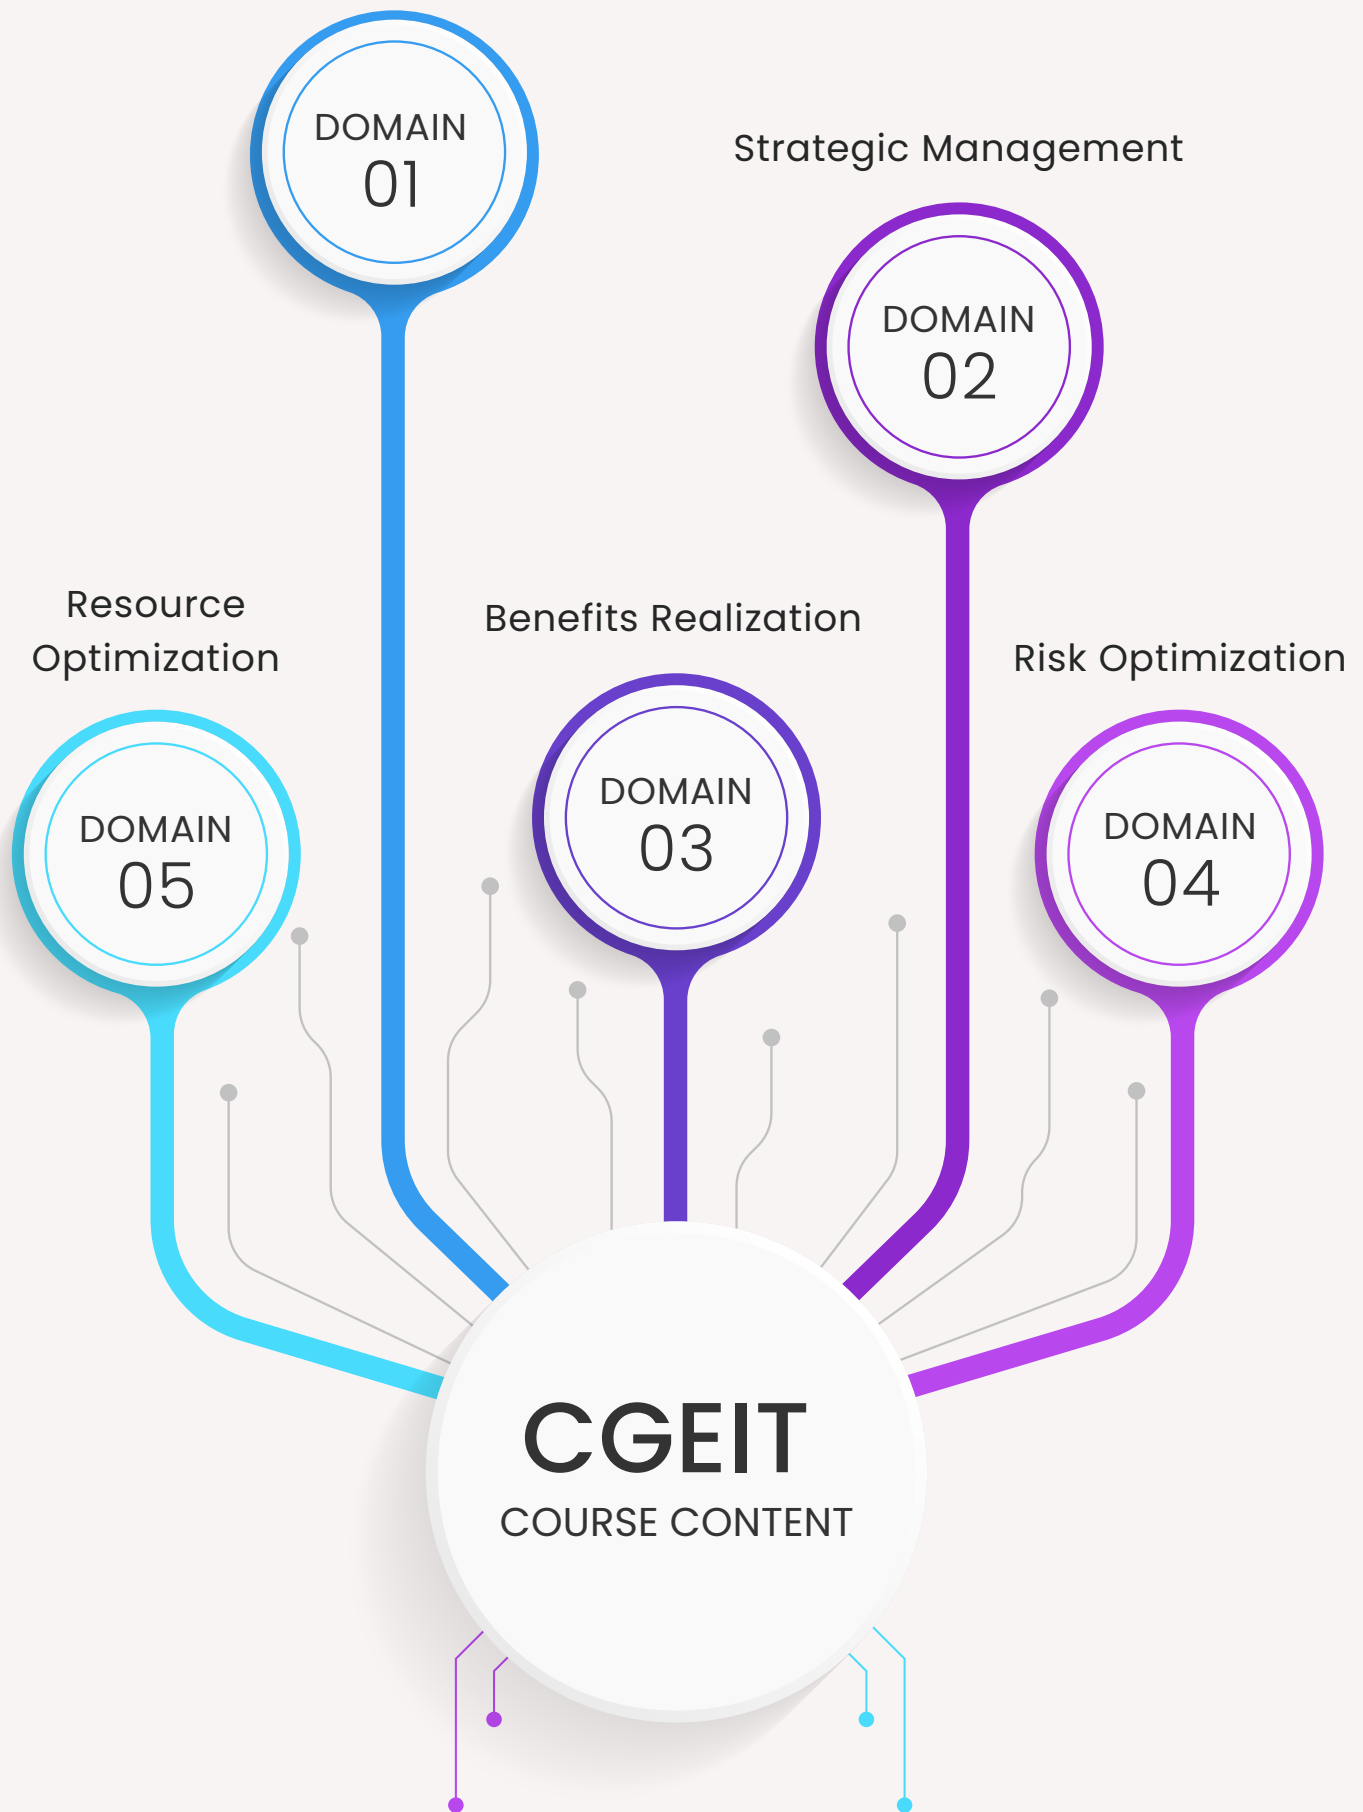 DOMAIN
01
Strategic Management
DOMAIN
02
Resource
Optimization
DOMAIN
05
Benefits Realization
DOMAIN
03
Risk Optimization
DOMAIN
04
CGEIT
COURSE CONTENT